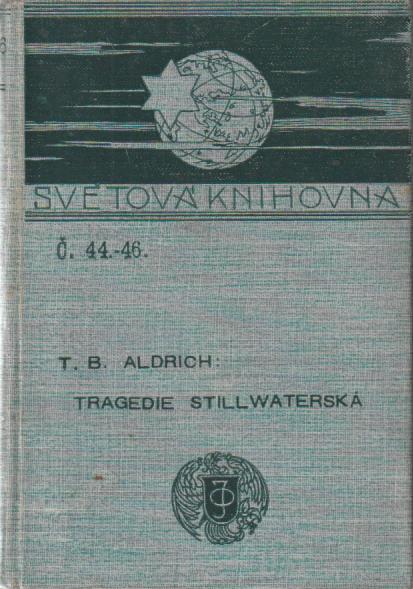 SVĚTOVÁ KNIHOVNA
Č. 44.-46.
T. B. ALDRICH:
TRAGEDIE STILLWATERSKÁ